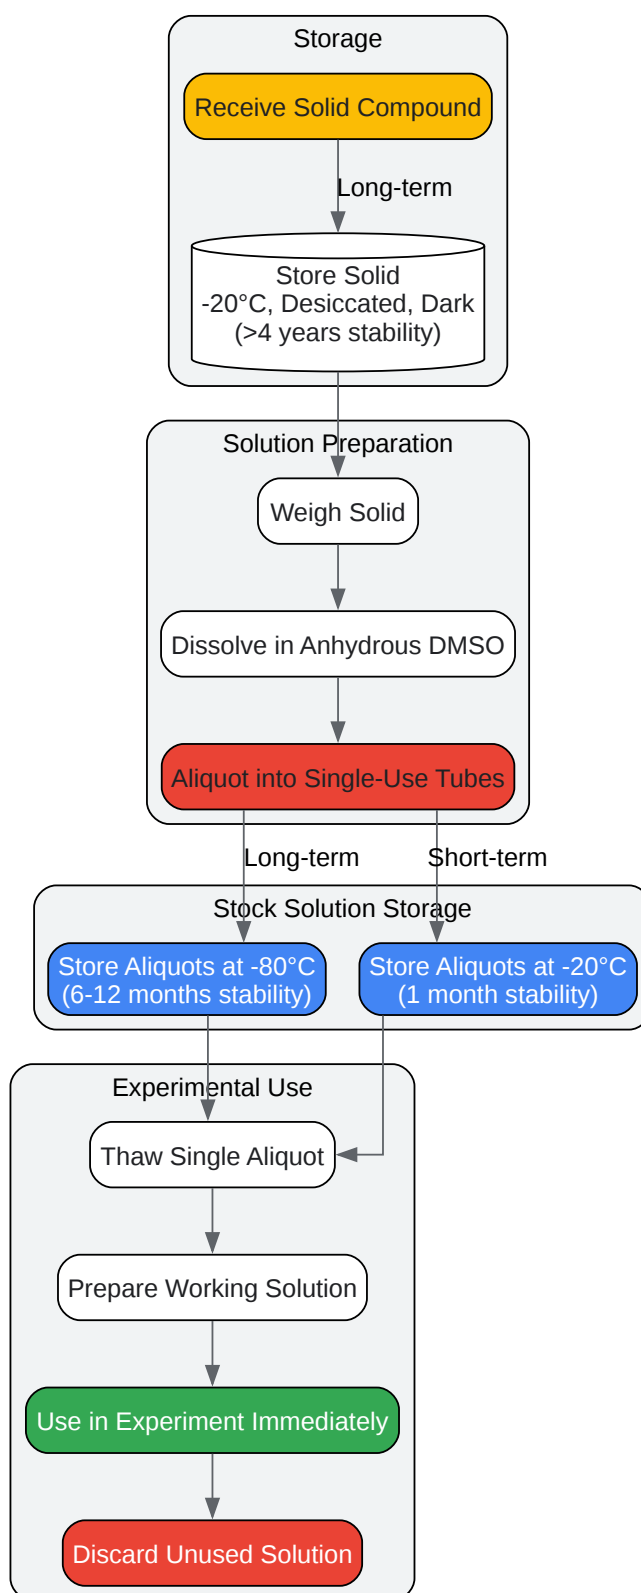 Storage
Receive Solid Compound
Long-term
Store Solid
-20°C, Desiccated, Dark
(>4 years stability)
Solution Preparation
Weigh Solid
Dissolve in Anhydrous DMSO
Aliquot into Single-Use Tubes
Long-term
Short-term
Stock Solution Storage
Store Aliquots at -80°C
(6-12 months stability)
Store Aliquots at -20°C
(1 month stability)
Experimental Use
Thaw Single Aliquot
Prepare Working Solution
Use in Experiment Immediately
Discard Unused Solution